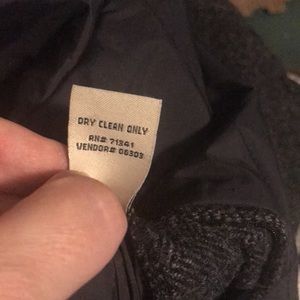 DRY CLEAN ONLY
RN# 71341
VENDOR# 06303